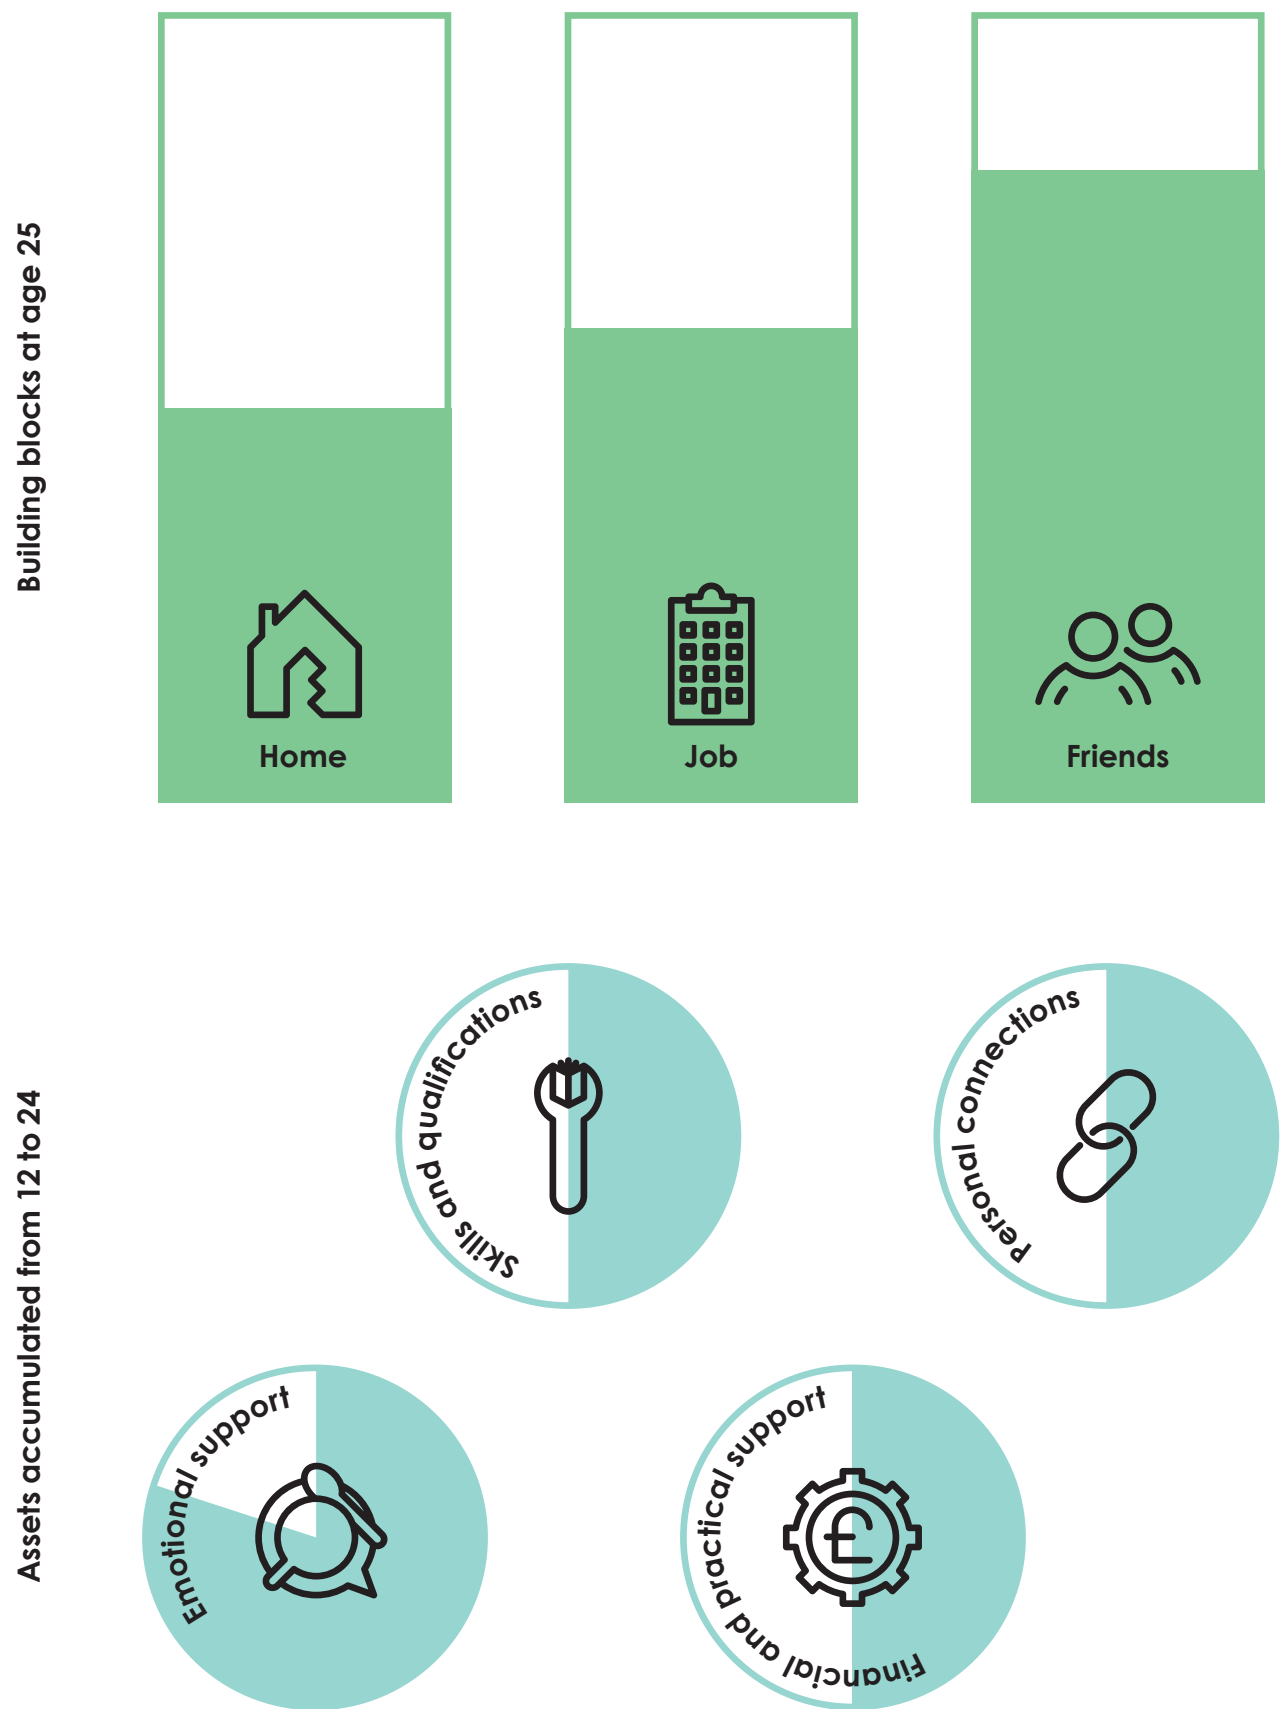 Building blocks at age 25
Home
Job
Friends
Assets accumulated from 12 to 24
Skills and qualifications
Personal connections
Emotional support
Financial and practical support
£